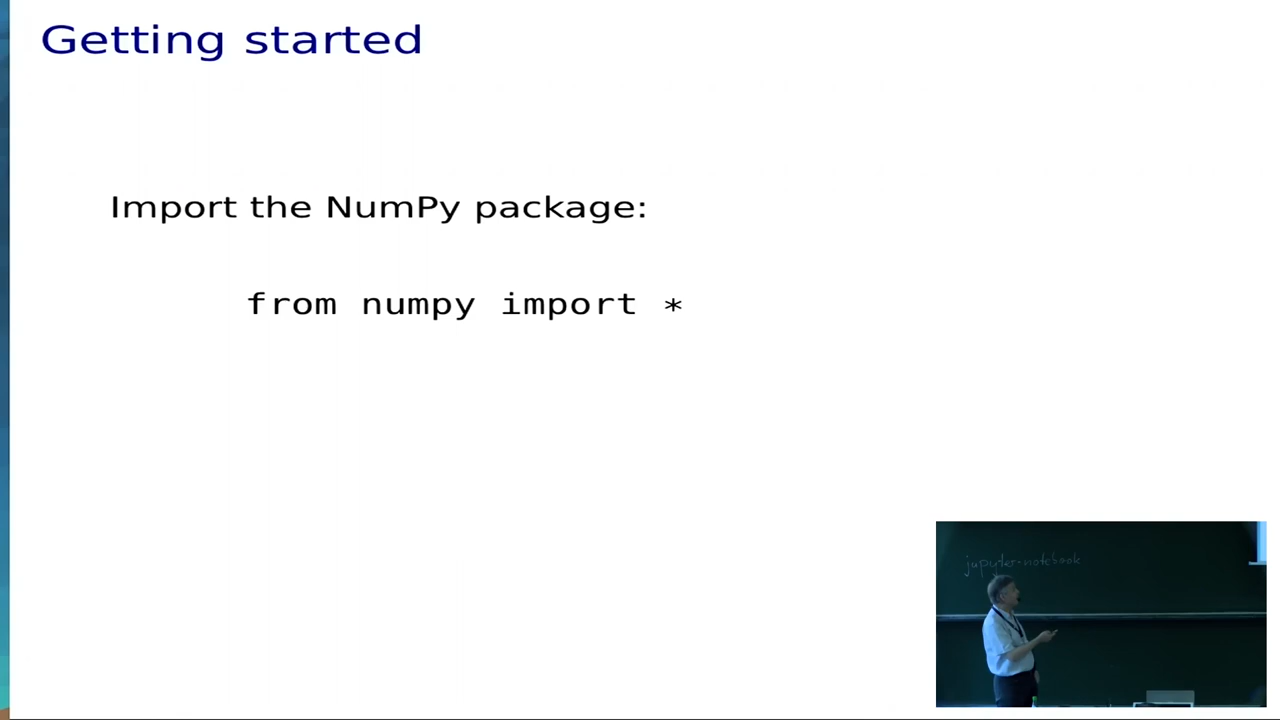 Getting started
Import the NumPy package:
from numpy import *
jupyter-notebook